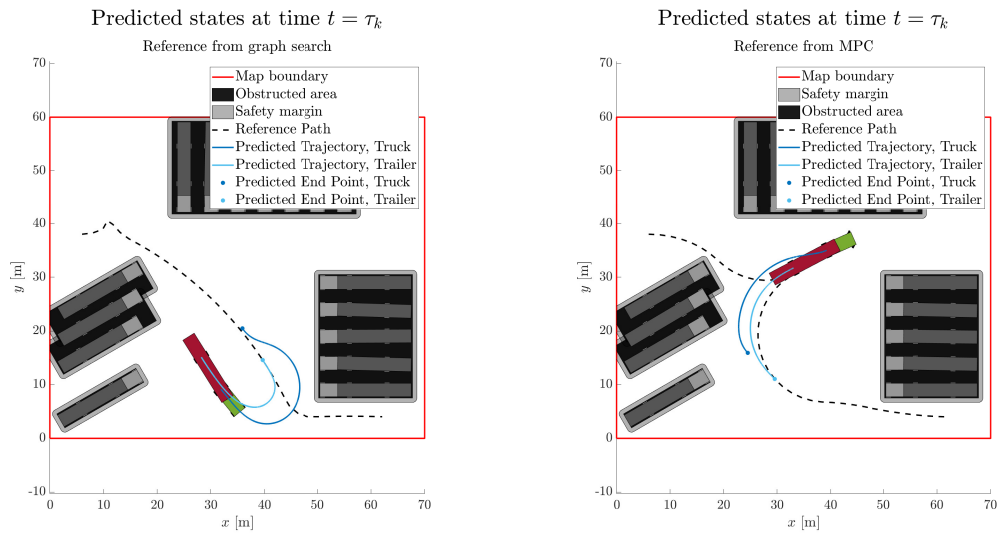 Predicted states at time t = τk
Reference from graph search
70
60
50
40
30
20
10
0
-10
y [m]
Map boundary
Obstructed area
Safety margin
Reference Path
Predicted Trajectory, Truck
Predicted Trajectory, Trailer
Predicted End Point, Truck
Predicted End Point, Trailer
0 10 20 30 40 50 60 70
x [m]
Predicted states at time t = τk
Reference from MPC
70
60
50
40
30
20
10
0
-10
y [m]
Map boundary
Safety margin
Obstructed area
Reference Path
Predicted Trajectory, Truck
Predicted Trajectory, Trailer
Predicted End Point, Truck
Predicted End Point, Trailer
0 10 20 30 40 50 60 70
x [m]